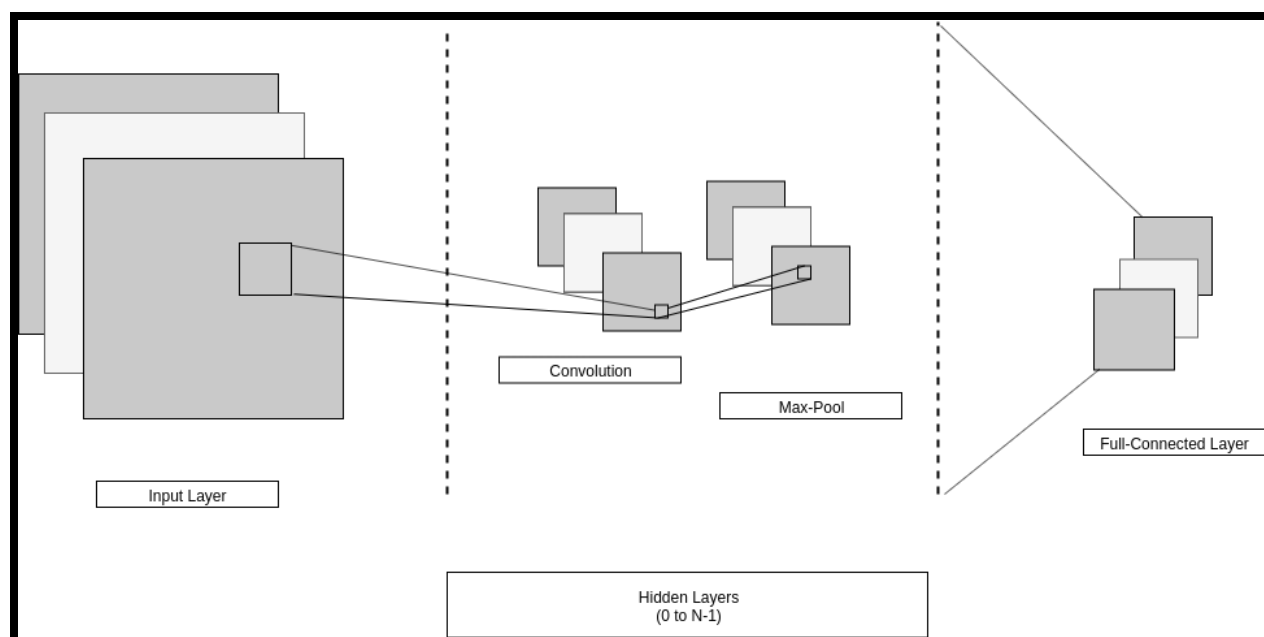 Convolution
Max-Pool
Full-Connected Layer
Input Layer
Hidden Layers
(0 to N-1)